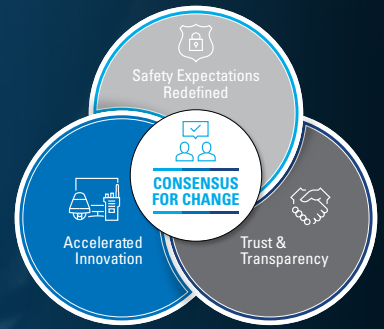 Safety Expectations
Redefined
CONSENSUS
FOR CHANGE
Accelerated
Innovation
Trust &
Transparency